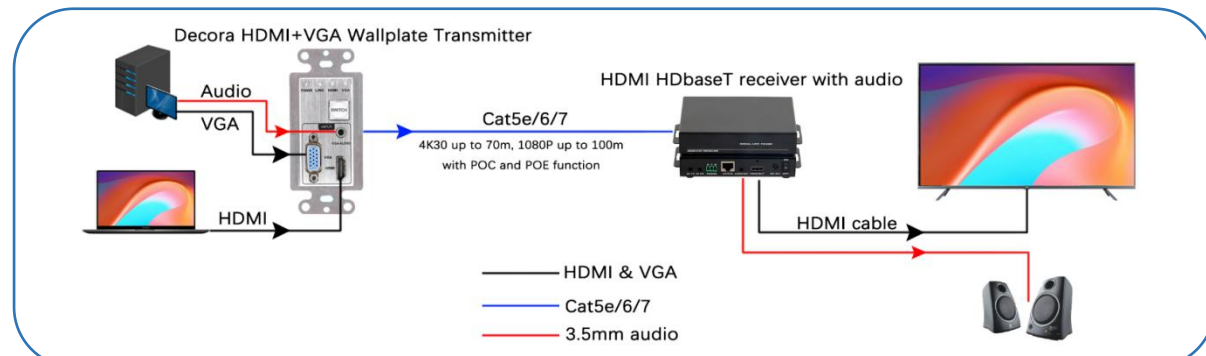 Decora HDMI+VGA Wallplate Transmitter
HDMI HDbaseT receiver with audio
Audio
VGA
SWITCH
INPUT
Cat5e/6/7
4K30 up to 70m, 1080P up to 100m
with POC and POE function
HDMI
HDMI cable
HDMI & VGA
Cat5e/6/7
3.5mm audio